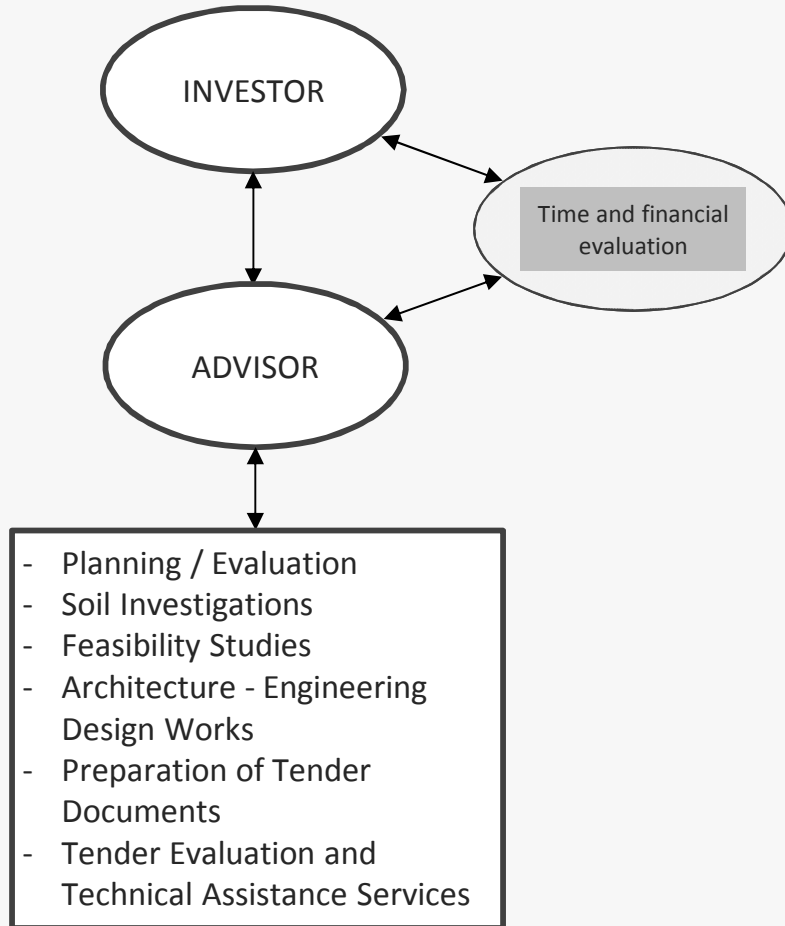 INVESTOR
Time and financial
evaluation
ADVISOR
- Planning / Evaluation
- Soil Investigations
- Feasibility Studies
- Architecture - Engineering
Design Works
- Preparation of Tender
Documents
- Tender Evaluation and
Technical Assistance Services